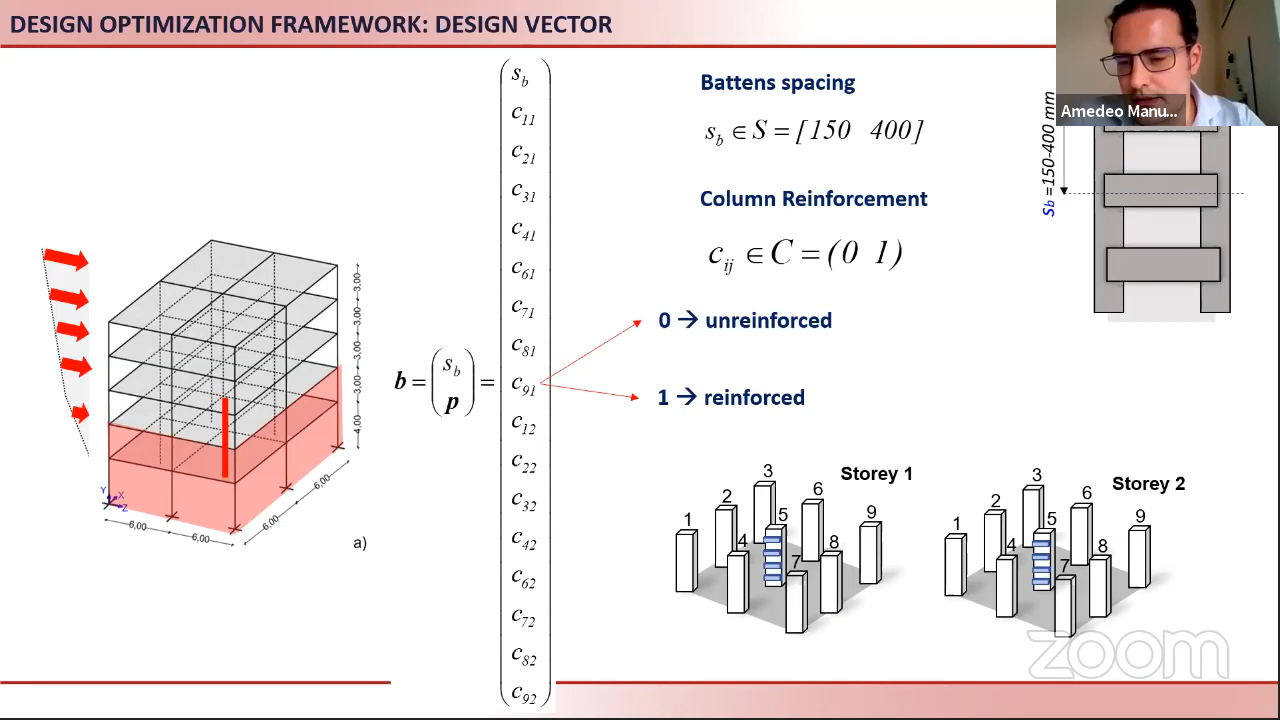 DESIGN OPTIMIZATION FRAMEWORK: DESIGN VECTOR
Amedeo Manu...
b = ( s_b p ) =
s_b
c_11
c_21
c_31
c_41
c_61
c_71
c_81
c_91
c_12
c_22
c_32
c_42
c_62
c_72
c_82
c_92
Battens spacing
s_b ∈ S = [150 400]
Column Reinforcement
c_ij ∈ C = (0 1)
0 → unreinforced
1 → reinforced
S_b =150-400 mm
3,00
3,00
3,00
3,00
4,00
6,00
6,00
6,00
6,00
Y
X
Z
a)
Storey 1
1
2
3
4
5
6
7
8
9
Storey 2
1
2
3
4
5
6
7
8
9
zoom